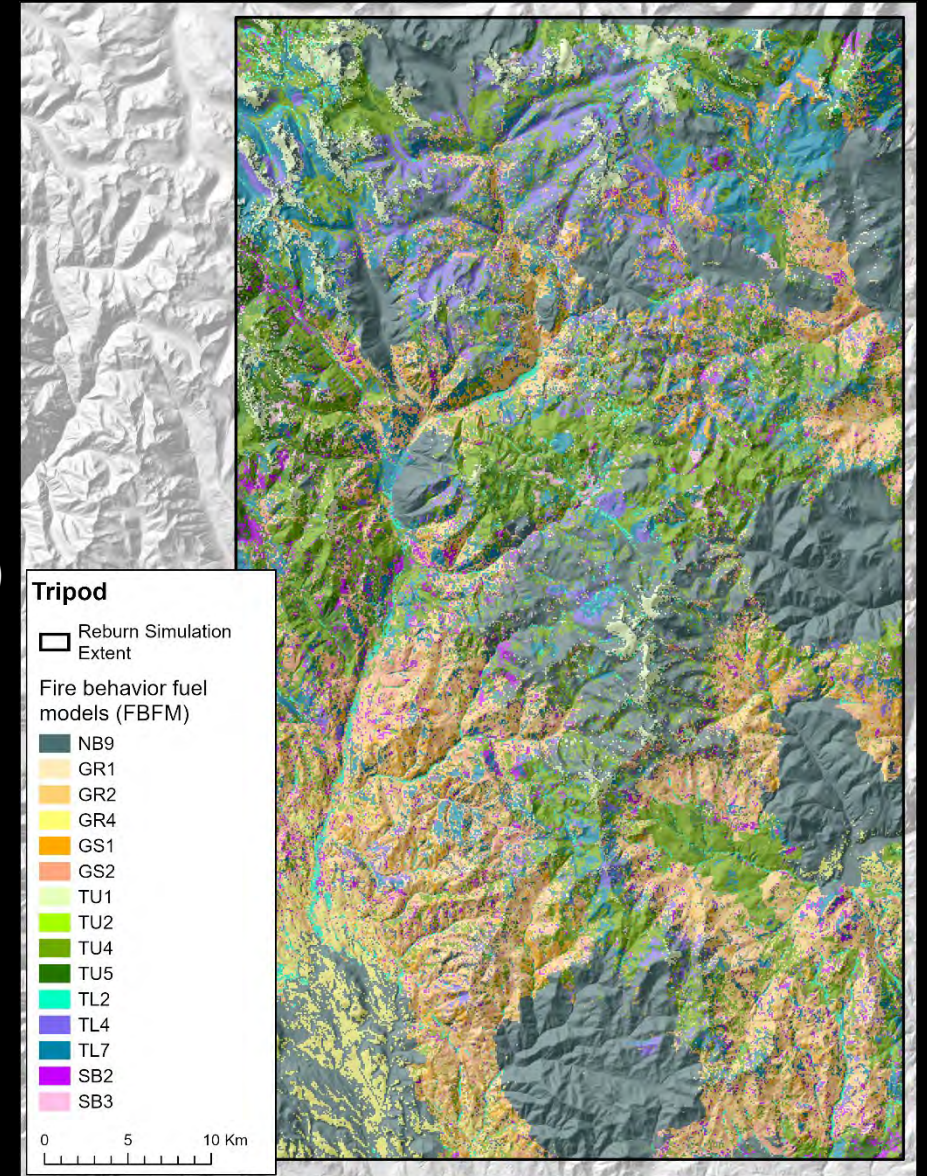 Tripod
Reburn Simulation
Extent
Fire behavior fuel
models (FBFM)
NB9
GR1
GR2
GR4
GS1
GS2
TU1
TU2
TU4
TU5
TL2
TL4
TL7
SB2
SB3
0 5 10 Km